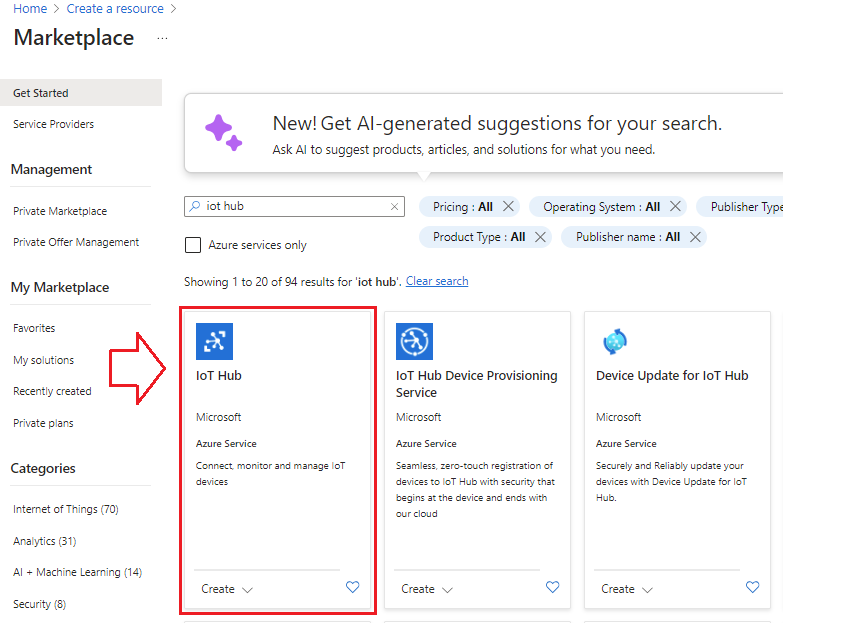 Home > Create a resource >
Marketplace ...
Get Started
Service Providers
Management
Private Marketplace
Private Offer Management
My Marketplace
Favorites
My solutions
Recently created
Private plans
Categories
Internet of Things (70)
Analytics (31)
AI + Machine Learning (14)
Security (8)
New! Get AI-generated suggestions for your search.
Ask AI to suggest products, articles, and solutions for what you need.
iot hub
Pricing : All
Operating System : All
Publisher Type
Azure services only
Product Type : All
Publisher name : All
Showing 1 to 20 of 94 results for 'iot hub'. Clear search
IoT Hub
Microsoft
Azure Service
Connect, monitor and manage IoT
devices
Create
IoT Hub Device Provisioning
Service
Microsoft
Azure Service
Seamless, zero-touch registration of
devices to IoT Hub with security that
begins at the device and ends with
our cloud
Create
Device Update for IoT Hub
Microsoft
Azure Service
Securely and Reliably update your
devices with Device Update for IoT
Hub.
Create